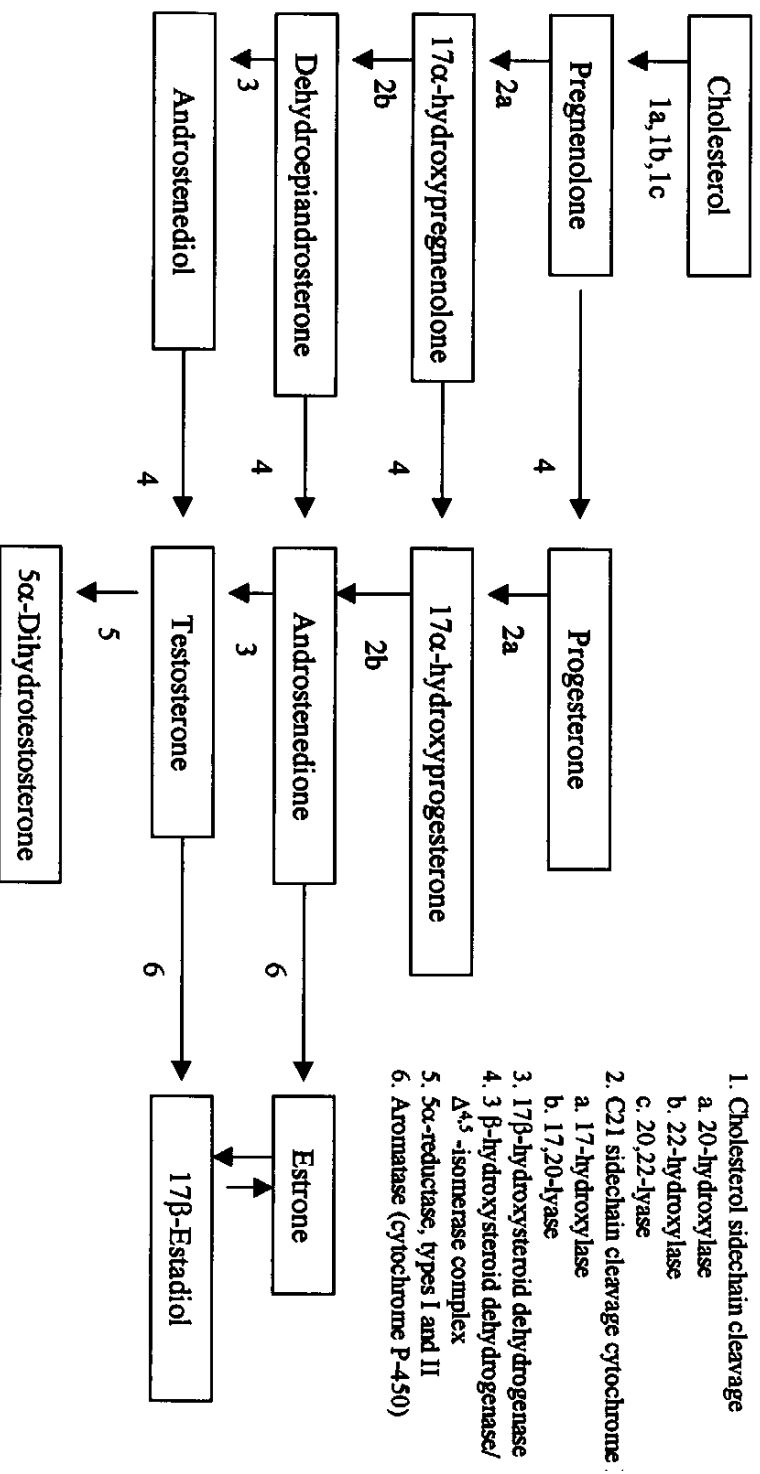 Cholesterol
1a,1b,1c
Pregnenolone
4
Progesterone
2a
2a
17α-hydroxypregnenolone
4
17α-hydroxyprogesterone
2b
2b
Dehydroepiandrosterone
4
Androstenedione
6
Estrone
3
3
Androstenediol
4
Testosterone
6
17β-Estadiol
5
5α-Dihydrotestosterone
1. Cholesterol sidechain cleavage
a. 20-hydroxylase
b. 22-hydroxylase
c. 20,22-lyase
2. C21 sidechain cleavage cytochrome
a. 17-hydroxylase
b. 17,20-lyase
3. 17β-hydroxysteroid dehydrogenase
4. 3 β-hydroxysteroid dehydrogenase/
Δ4,5 -isomerase complex
5. 5α-reductase, types I and II
6. Aromatase (cytochrome P-450)